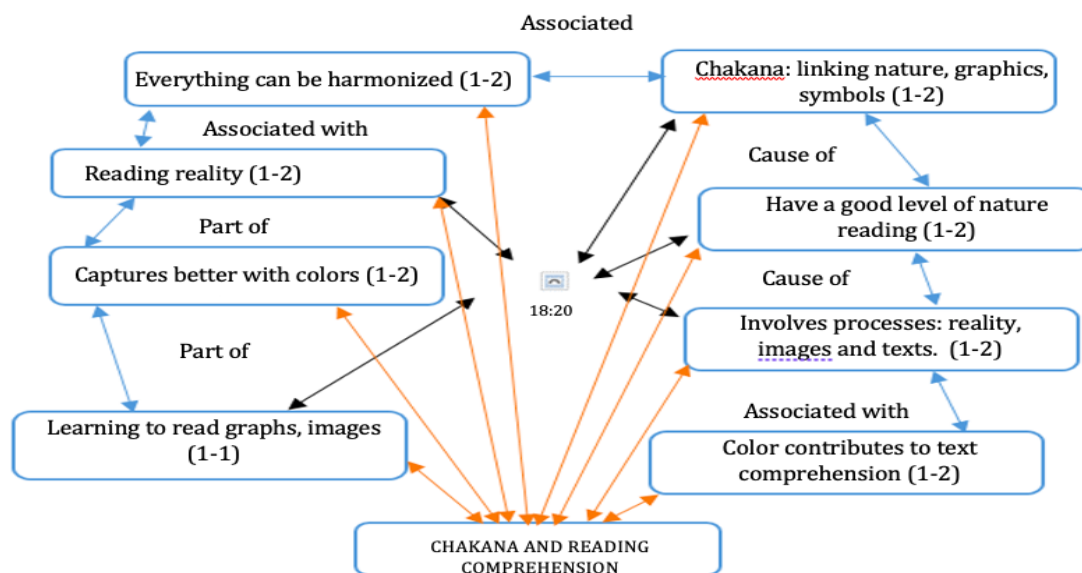 Associated
Everything can be harmonized (1-2)
Chakana: linking nature, graphics,
symbols (1-2)
Associated with
Cause of
Reading reality (1-2)
Have a good level of nature
reading (1-2)
Part of
Captures better with colors (1-2)
Cause of
18:20
Involves processes: reality,
images and texts. (1-2)
Part of
Associated with
Learning to read graphs, images
(1-1)
Color contributes to text
comprehension (1-2)
CHAKANA AND READING
COMPREHENSION